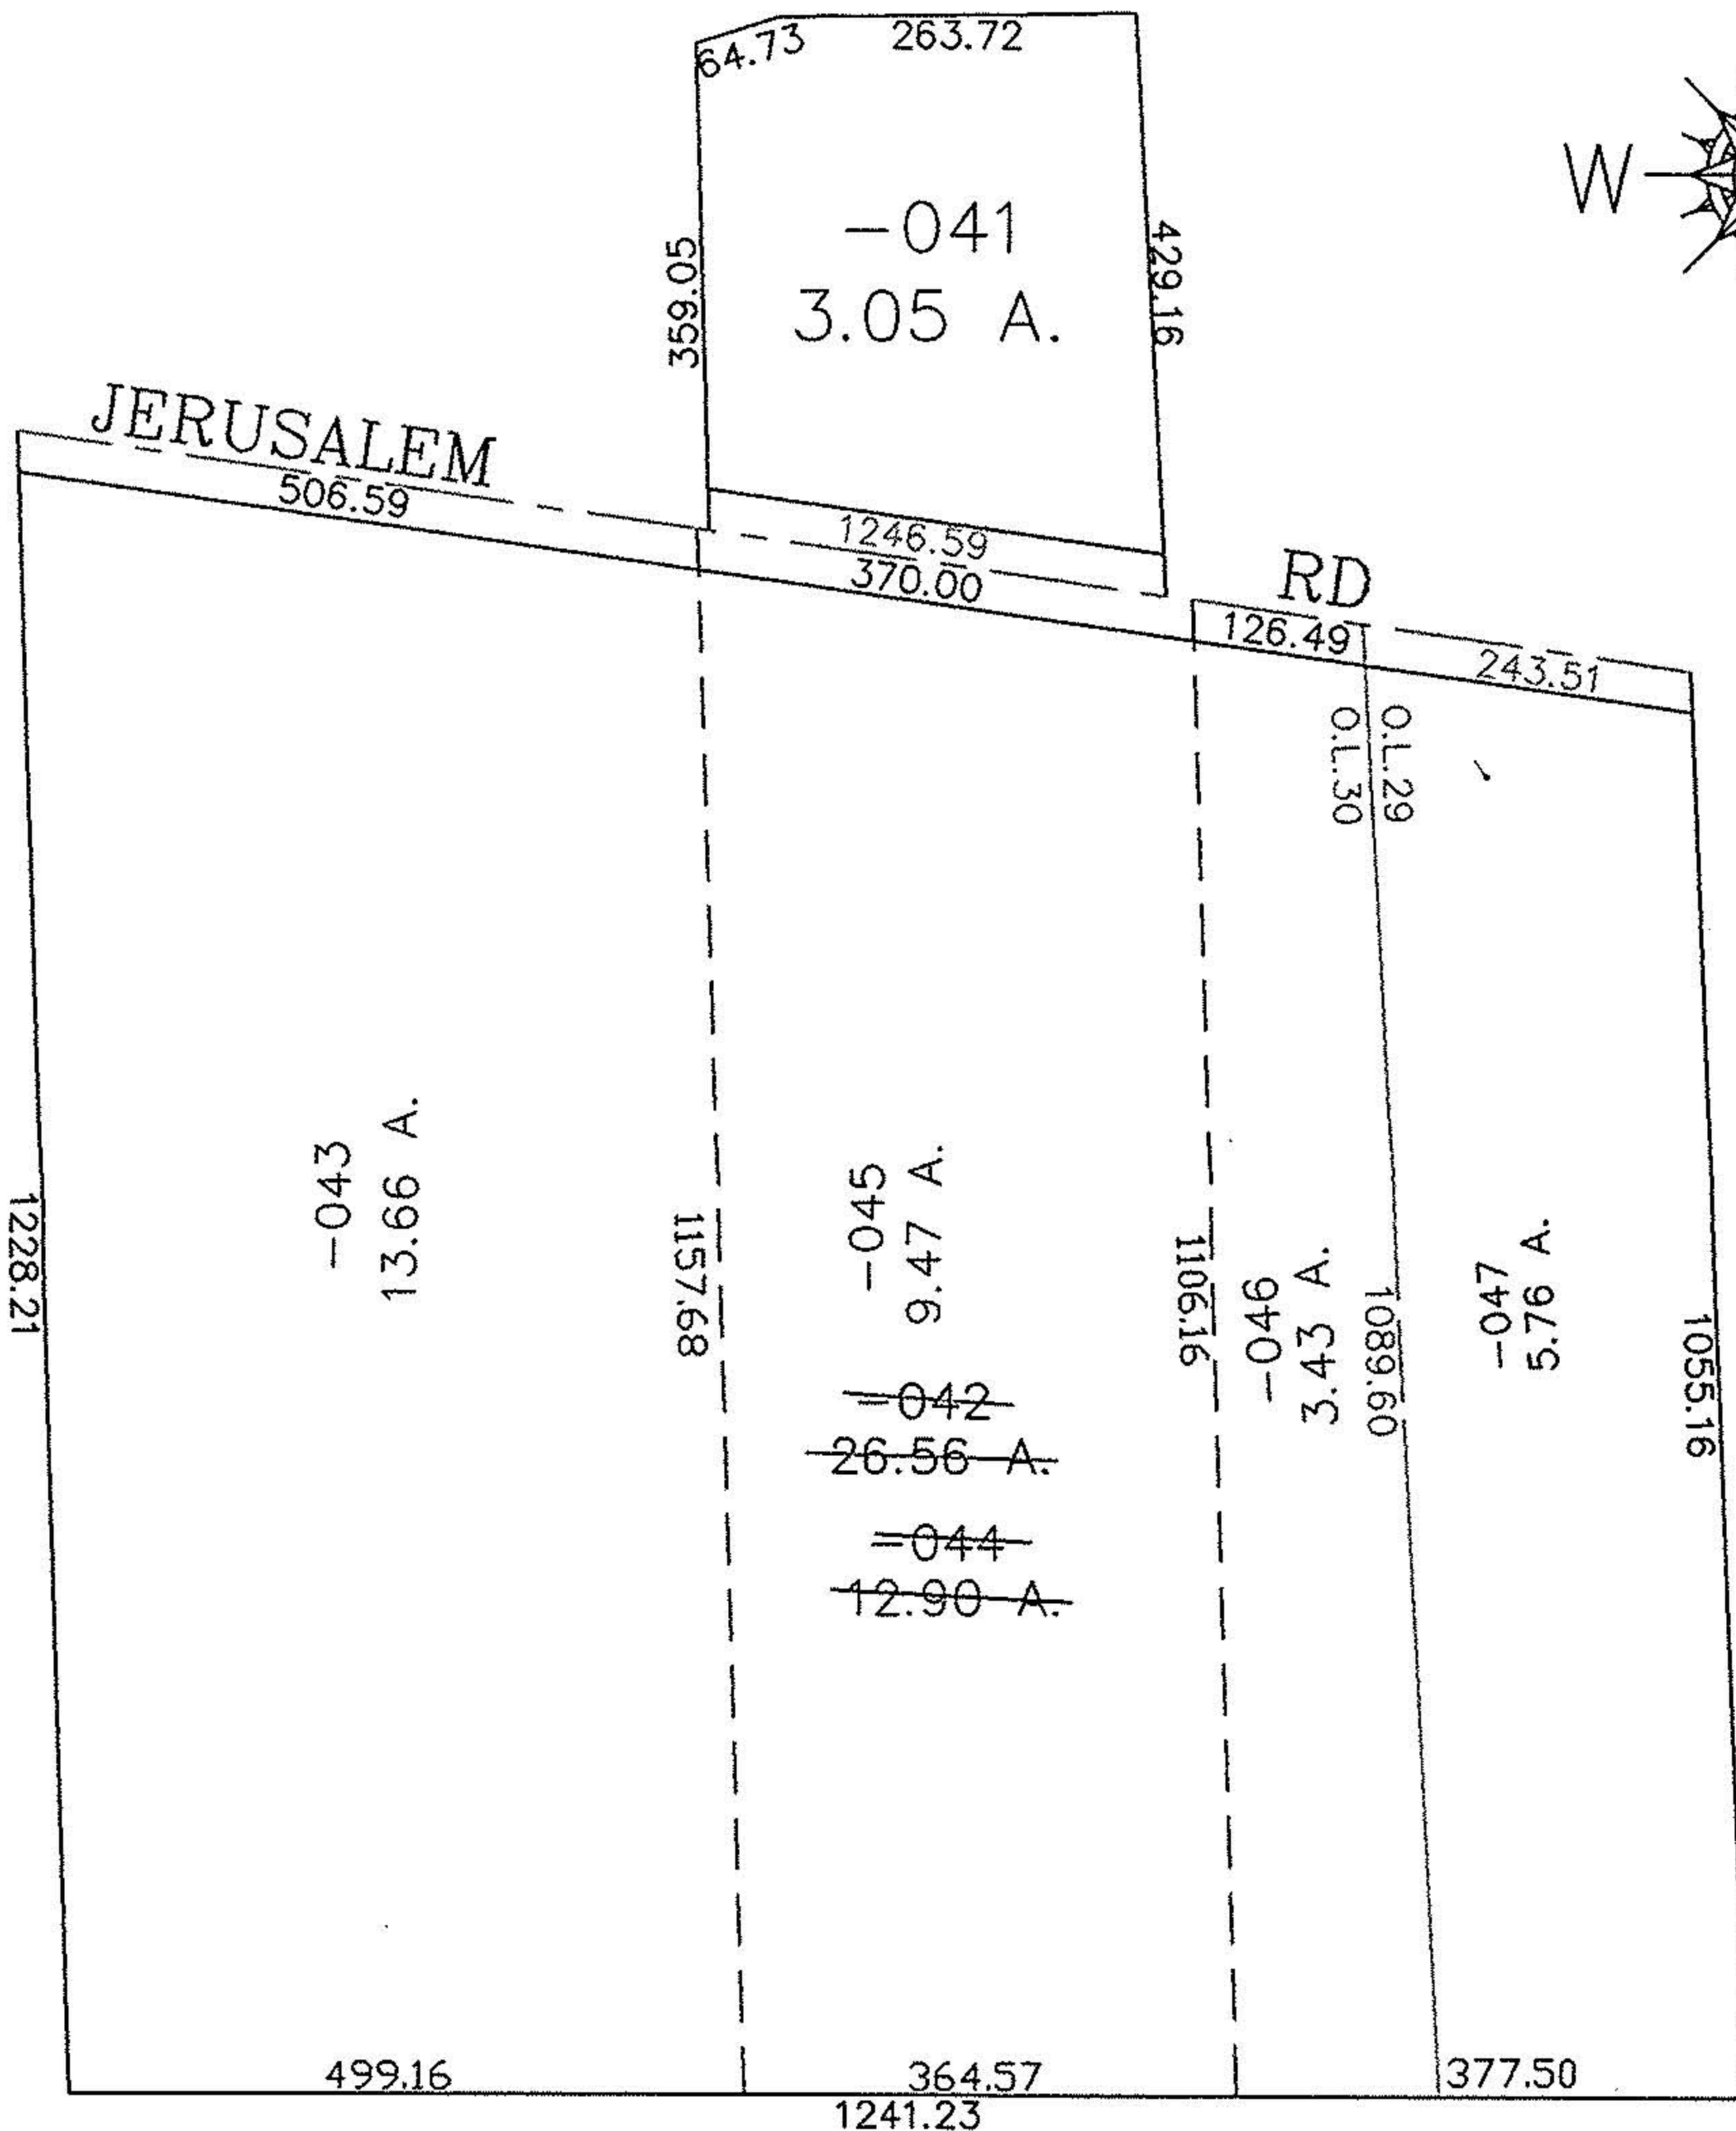 64.73
263.72
W
-041
3.05 A.
359.05
429.16
JERUSALEM
506.59
1246.59
370.00
RD
126.49
243.51
O.L.29
O.L.30
-043
13.66 A.
-045
9.47 A.
-046
3.43 A.
-047
5.76 A.
1228.21
1157.68
1106.16
1089.60
1055.16
-042
26.56 A.
-044
12.90 A.
499.16
364.57
377.50
1241.23